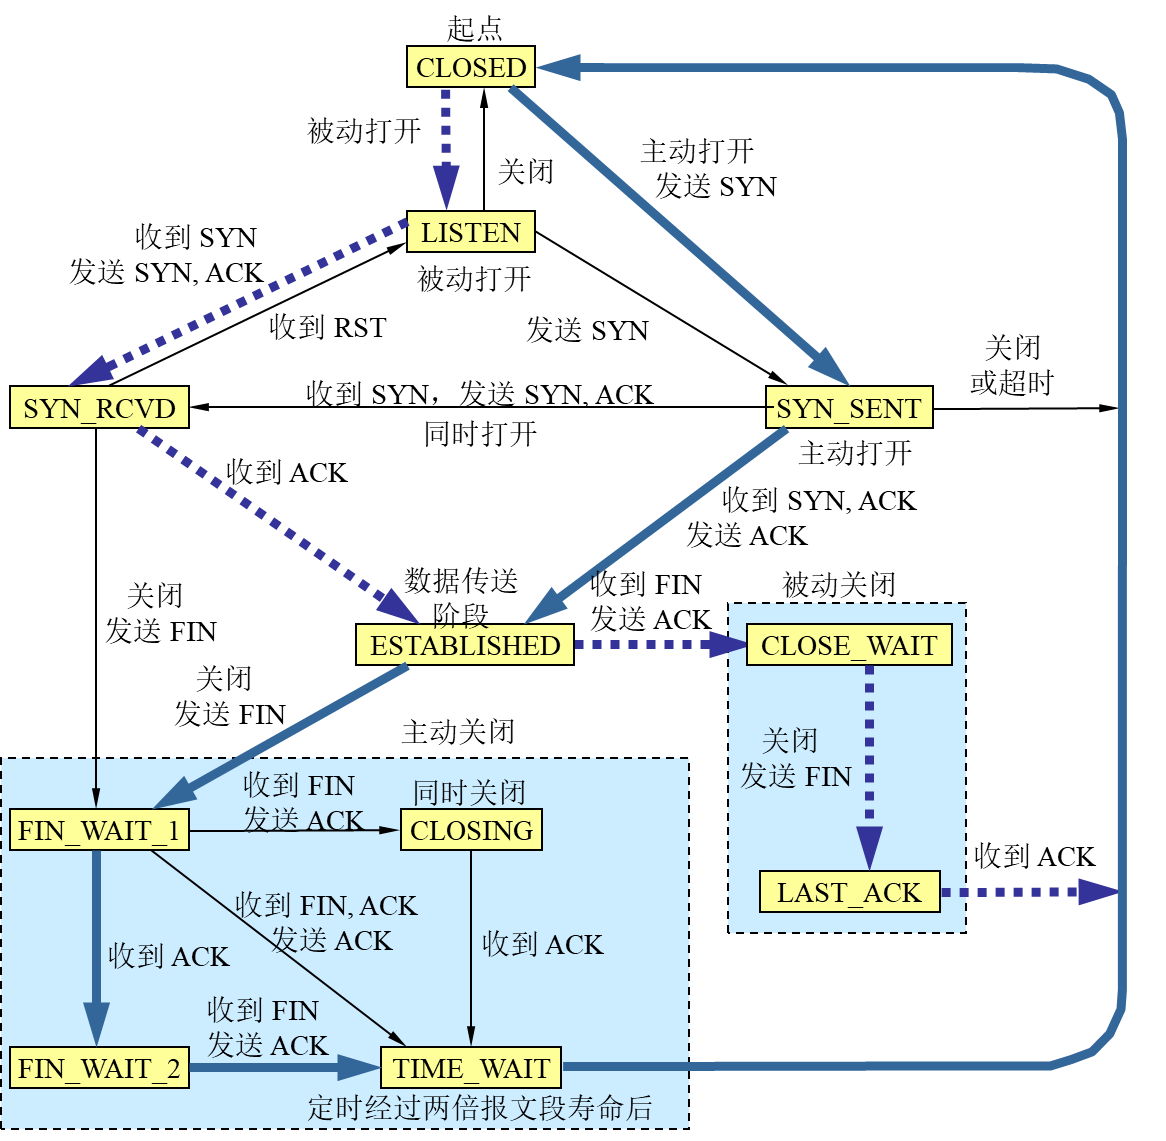 起点
CLOSED
被动打开
关闭
主动打开
发送 SYN
收到 SYN
发送 SYN, ACK
LISTEN
被动打开
收到 RST
发送 SYN
关闭
或超时
SYN_RCVD
收到 SYN，发送 SYN, ACK
同时打开
SYN_SENT
主动打开
收到 ACK
收到 SYN, ACK
发送 ACK
数据传送
阶段
ESTABLISHED
收到 FIN
发送 ACK
被动关闭
CLOSE_WAIT
关闭
发送 FIN
关闭
发送 FIN
主动关闭
关闭
发送 FIN
收到 FIN
发送 ACK
同时关闭
FIN_WAIT_1
CLOSING
LAST_ACK
收到 ACK
收到 FIN, ACK
发送 ACK
收到 ACK
收到 ACK
收到 FIN
发送 ACK
FIN_WAIT_2
TIME_WAIT
定时经过两倍报文段寿命后